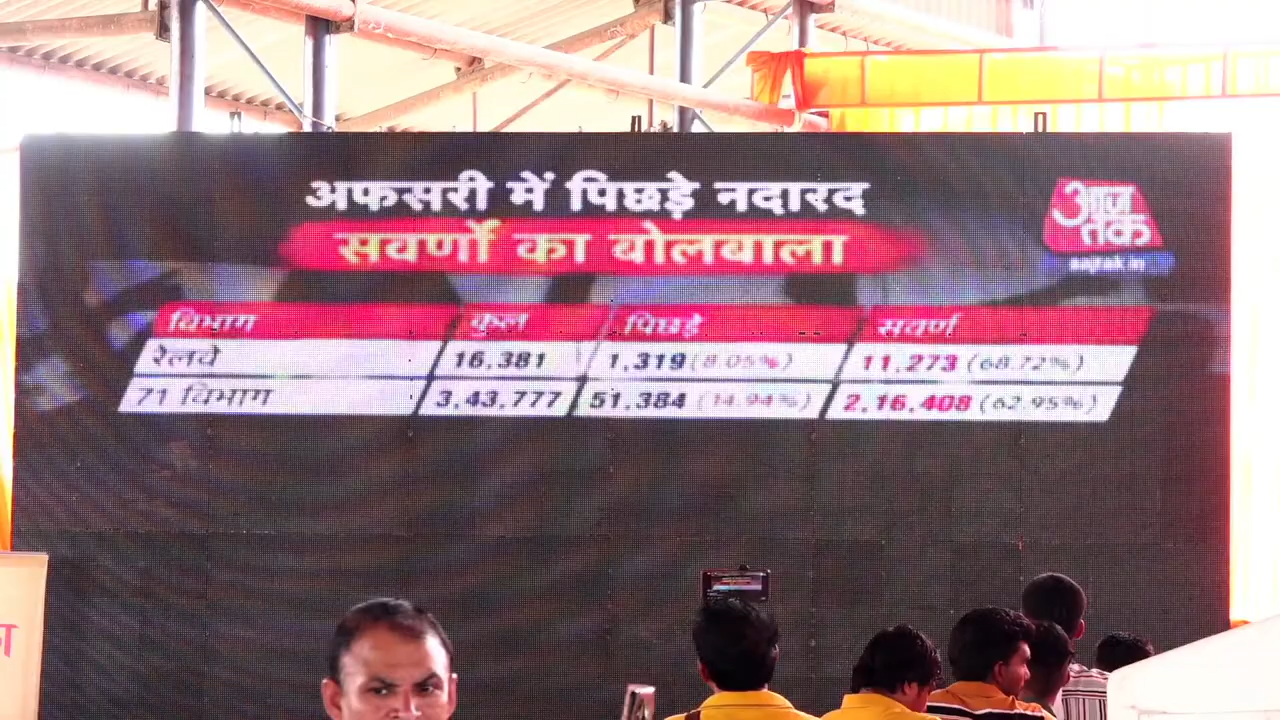 अफसरी में पिछड़े नदारद
सवर्णों का बोलबाला
आज
तक
aajtak.in
विभाग कुल पिछड़े सवर्ण
रेलवे 16,381 1,319 (8.05%) 11,273 (68.72%)
71 विभाग 3,43,777 51,384 (14.94%) 2,16,408 (62.95%)